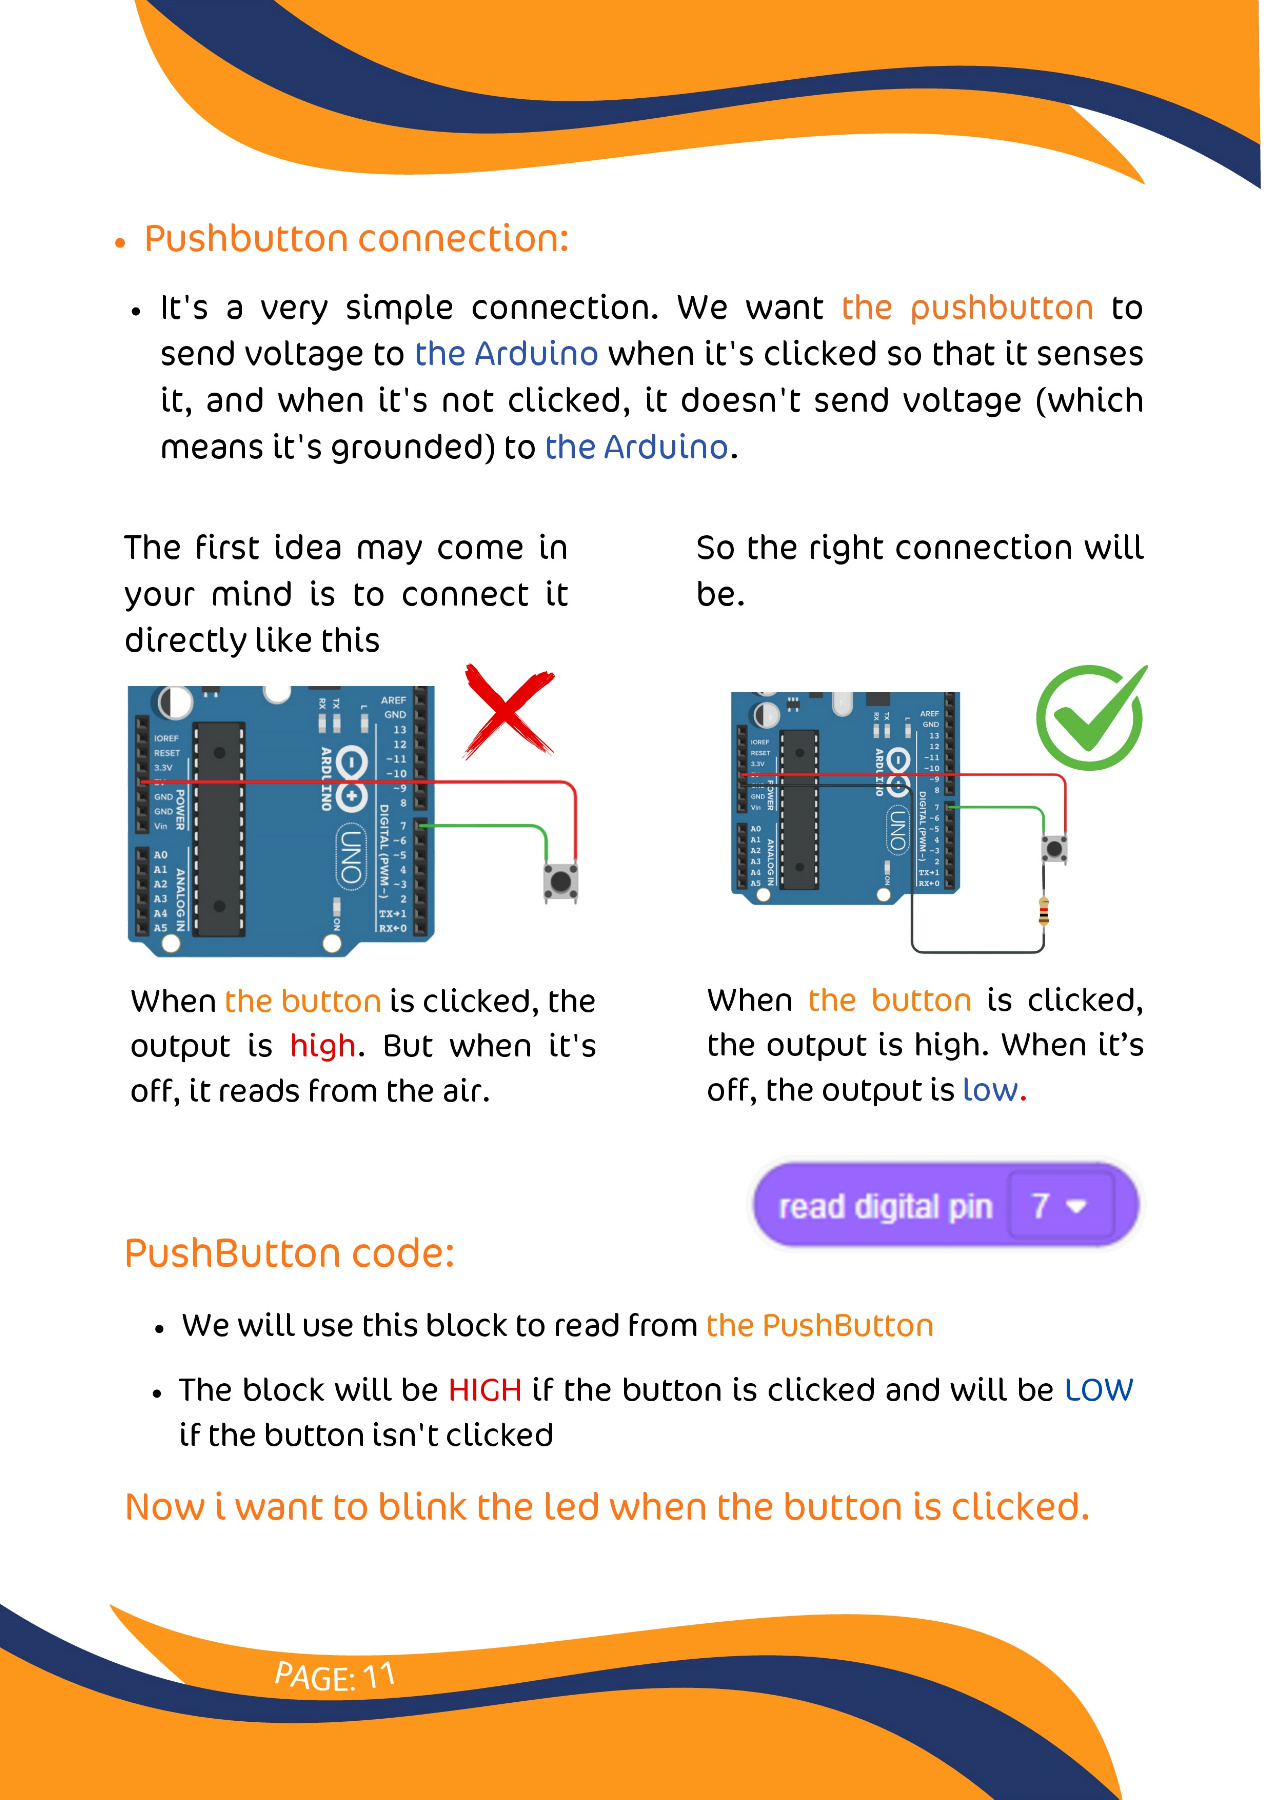 Pushbutton connection:
It's a very simple connection. We want the pushbutton to
send voltage to the Arduino when it's clicked so that it senses
it, and when it's not clicked, it doesn't send voltage (which
means it's grounded) to the Arduino.
The first idea may come in
your mind is to connect it
directly like this
So the right connection will
be.
AREF
GND
13
12
~11
~10
~9
8
7
~6
~5
4
~3
2
TX→1
RX←0
IOREF
RESET
3.3V
GND
GND
Vin
A0
A1
A2
A3
A4
A5
POWER
ANALOG IN
RX
TX
L
ARDUINO
UNO
DIGITAL (PWM~)
ON
AREF
GND
13
12
~11
~10
~9
8
7
~6
~5
4
~3
2
TX→1
RX←0
IOREF
RESET
3.3V
GND
Vin
A0
A1
A2
A3
A4
A5
POWER
ANALOG IN
RX
TX
L
ARDUINO
UNO
DIGITAL (PWM~)
ON
When the button is clicked, the
output is high. But when it's
off, it reads from the air.
When the button is clicked,
the output is high. When it’s
off, the output is low.
read digital pin 7
PushButton code:
We will use this block to read from the PushButton
The block will be HIGH if the button is clicked and will be LOW
if the button isn't clicked
Now i want to blink the led when the button is clicked.
PAGE: 11